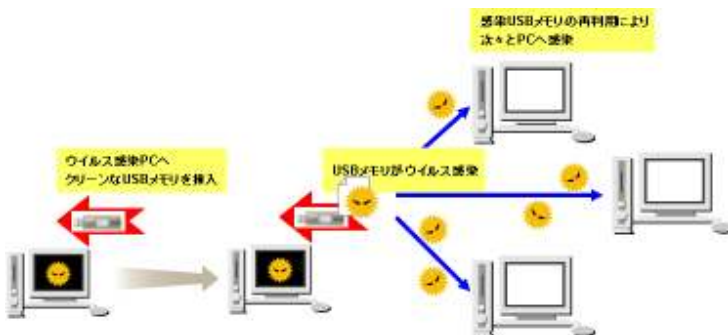 ウイルス感染PCへ
クリーンなUSBメモリを挿入
USBメモリがウイルス感染
感染USBメモリの再利用により
次々とPCへ感染